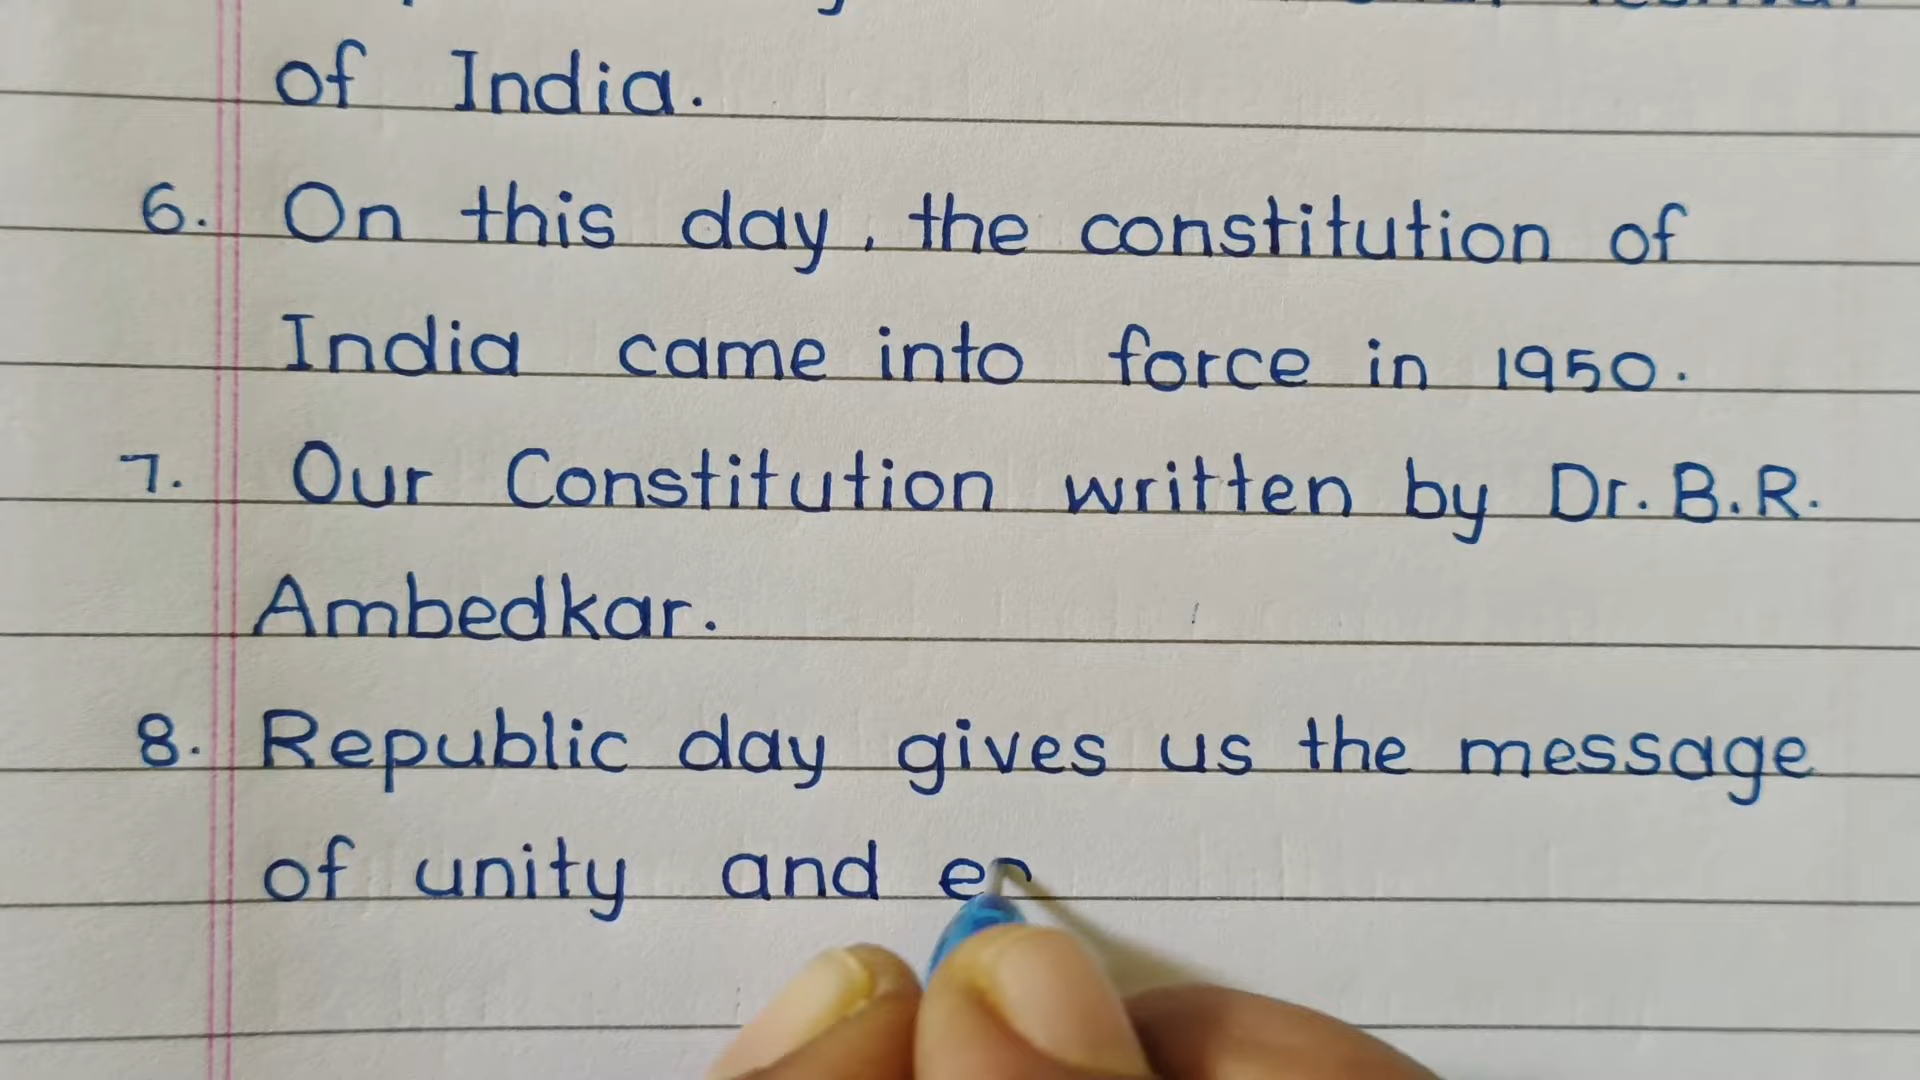 of India.
6. On this day, the constitution of
India came into force in 1950.
7. Our Constitution written by Dr. B.R.
Ambedkar.
8. Republic day gives us the message
of unity and